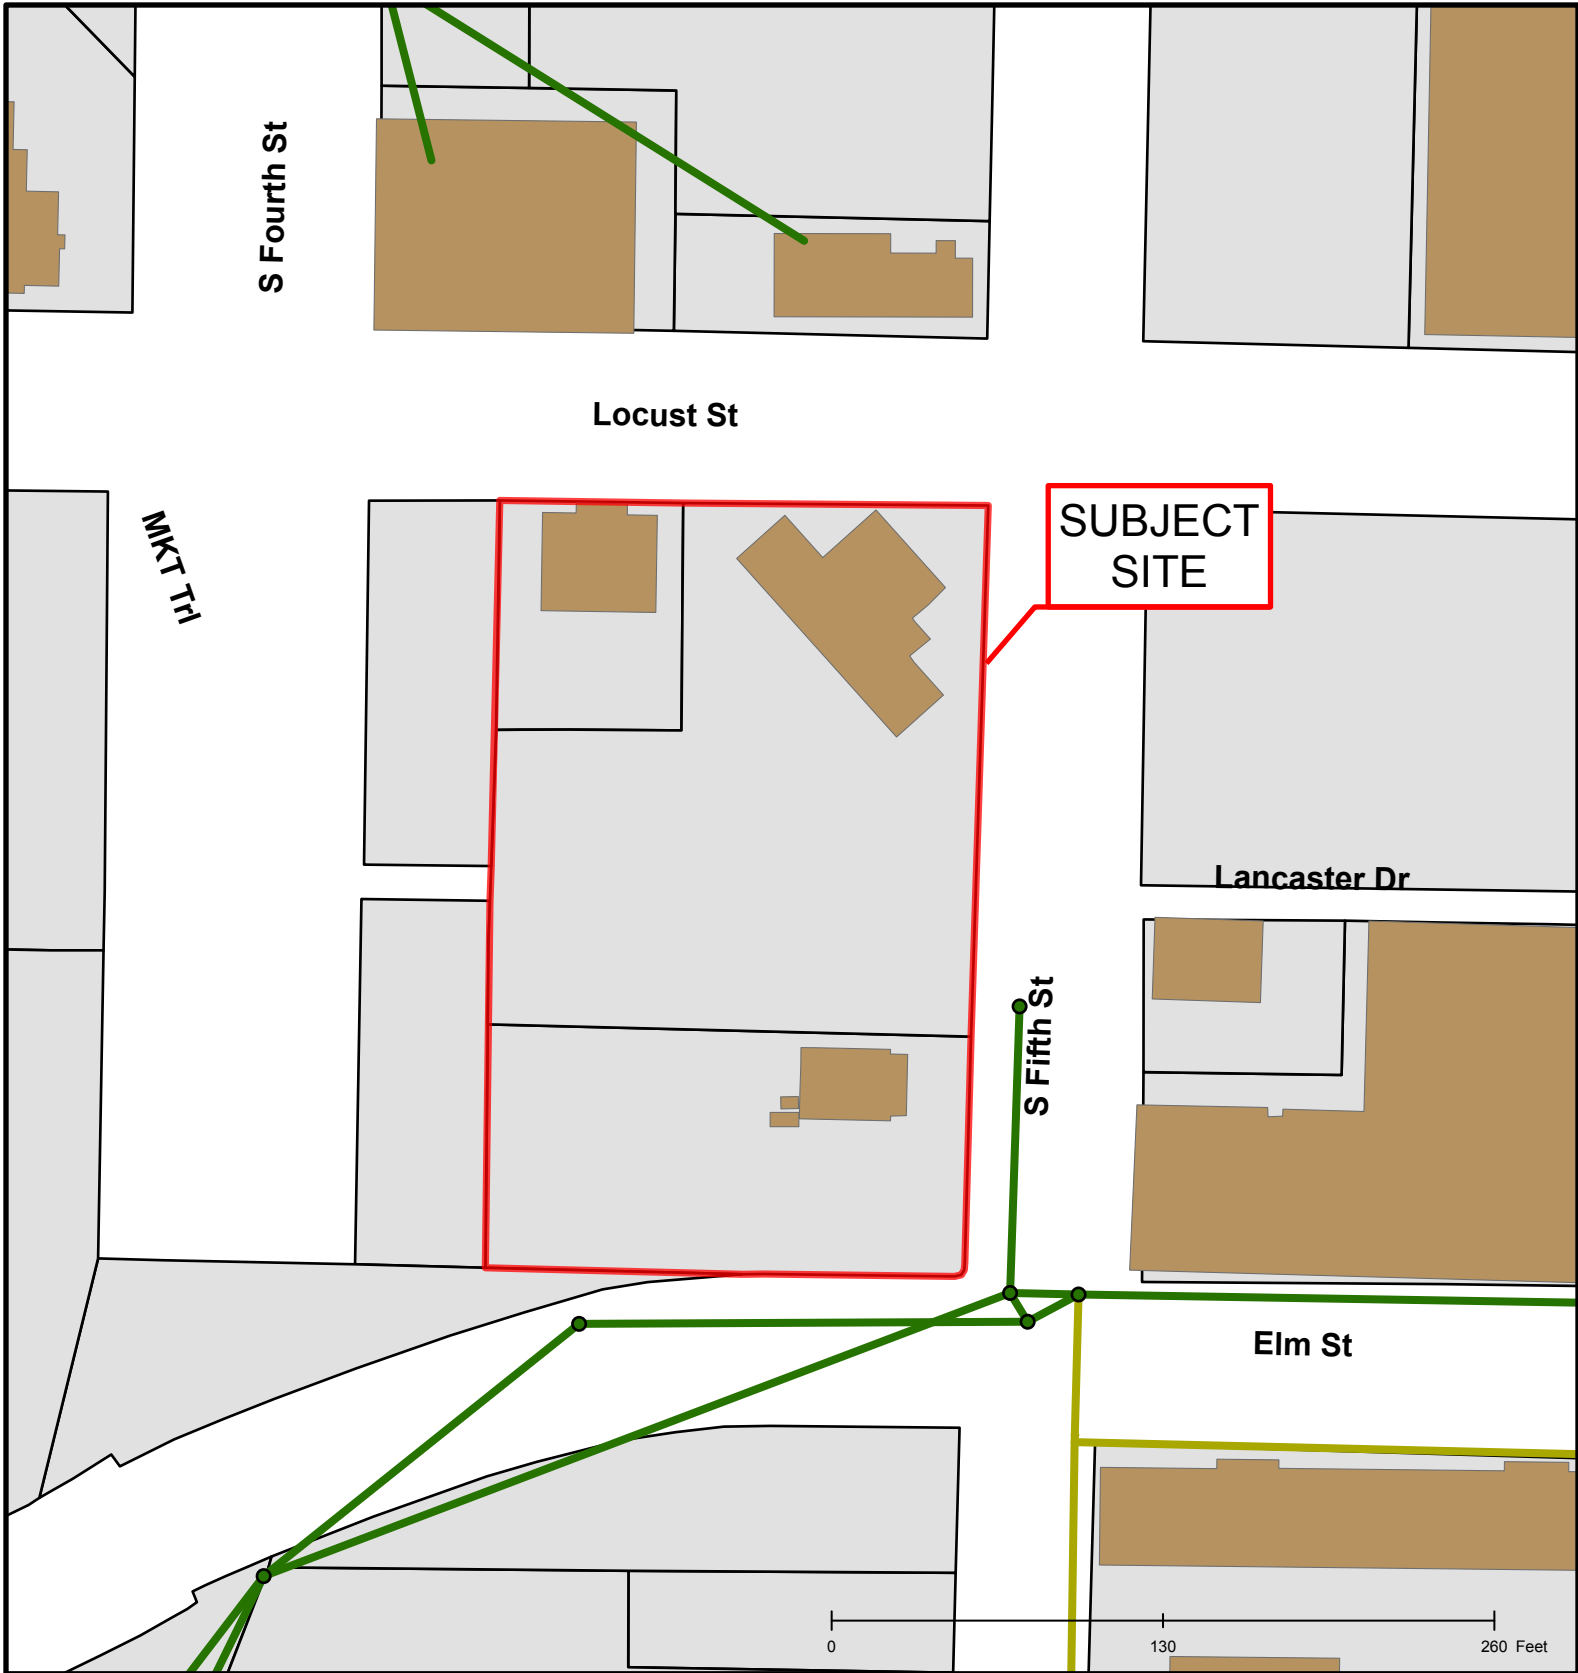 S Fourth St
Locust St
MKT Trl
SUBJECT
SITE
Lancaster Dr
S Fifth St
Elm St
0 130 260 Feet